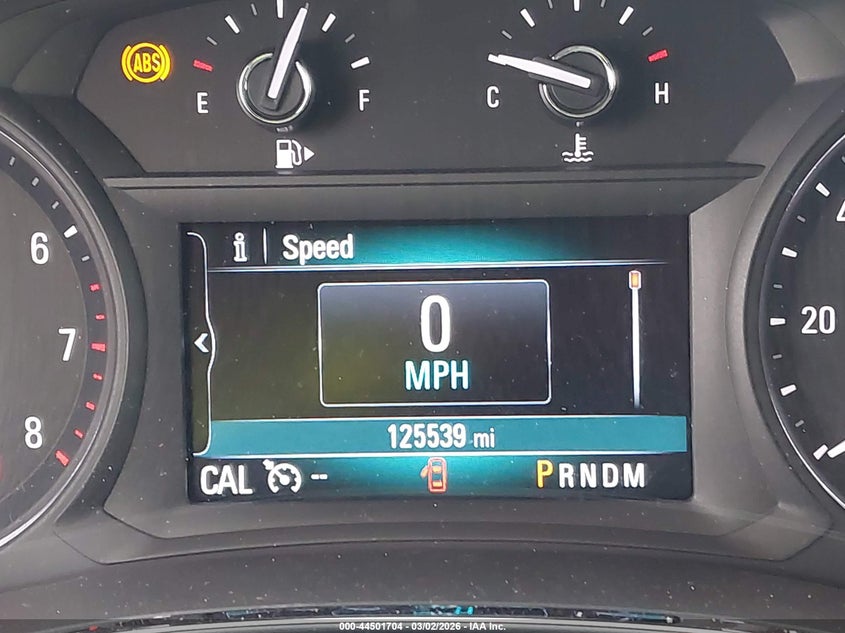 ABS
E F
C H
i Speed
6
0
MPH
7
20
8
125539 mi
CAL -- PRNDM
000-44501704 - 03/02/2026 - IAA Inc.